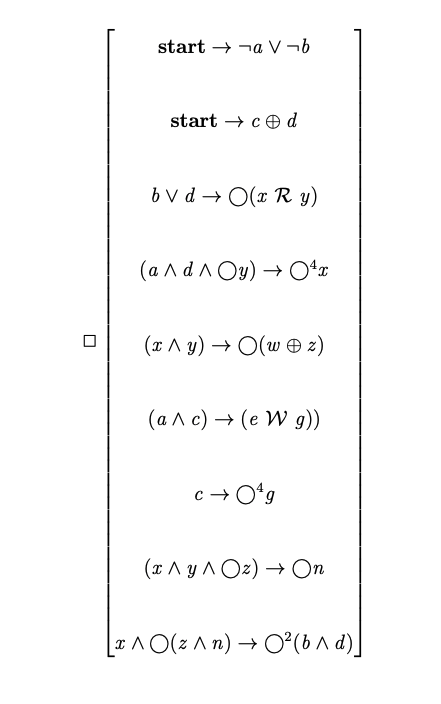 start → ¬a ∨ ¬b
start → c ⊕ d
b ∨ d → ◯(x ℛ y)
(a ∧ d ∧ ◯y) → ◯⁴x
□
(x ∧ y) → ◯(w ⊕ z)
(a ∧ c) → (e 𝒲 g))
c → ◯⁴g
(x ∧ y ∧ ◯z) → ◯n
x ∧ ◯(z ∧ n) → ◯²(b ∧ d)